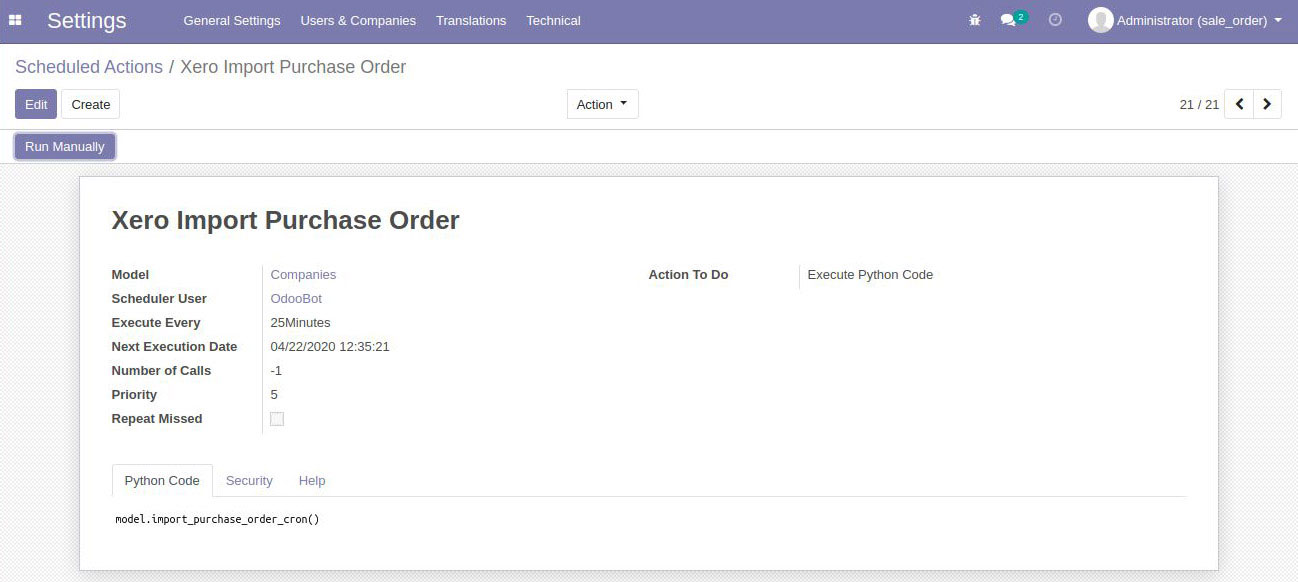 Settings General Settings Users & Companies Translations Technical 2 Administrator (sale_order)
Scheduled Actions / Xero Import Purchase Order
Edit Create Action 21 / 21
Run Manually
Xero Import Purchase Order
Model Companies Action To Do Execute Python Code
Scheduler User OdooBot
Execute Every 25Minutes
Next Execution Date 04/22/2020 12:35:21
Number of Calls -1
Priority 5
Repeat Missed
Python Code Security Help
model.import_purchase_order_cron()